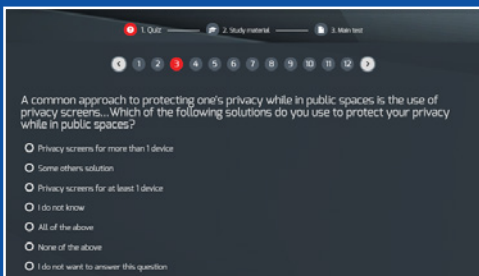 1. Quiz 2. Study material 3. Main test
1 2 3 4 5 6 7 8 9 10 11 12
A common approach to protecting one's privacy while in public spaces is the use of
privacy screens...Which of the following solutions do you use to protect your privacy
while in public spaces?
Privacy screens for more than 1 device
Some others solution
Privacy screens for at least 1 device
I do not know
All of the above
None of the above
I do not want to answer this question